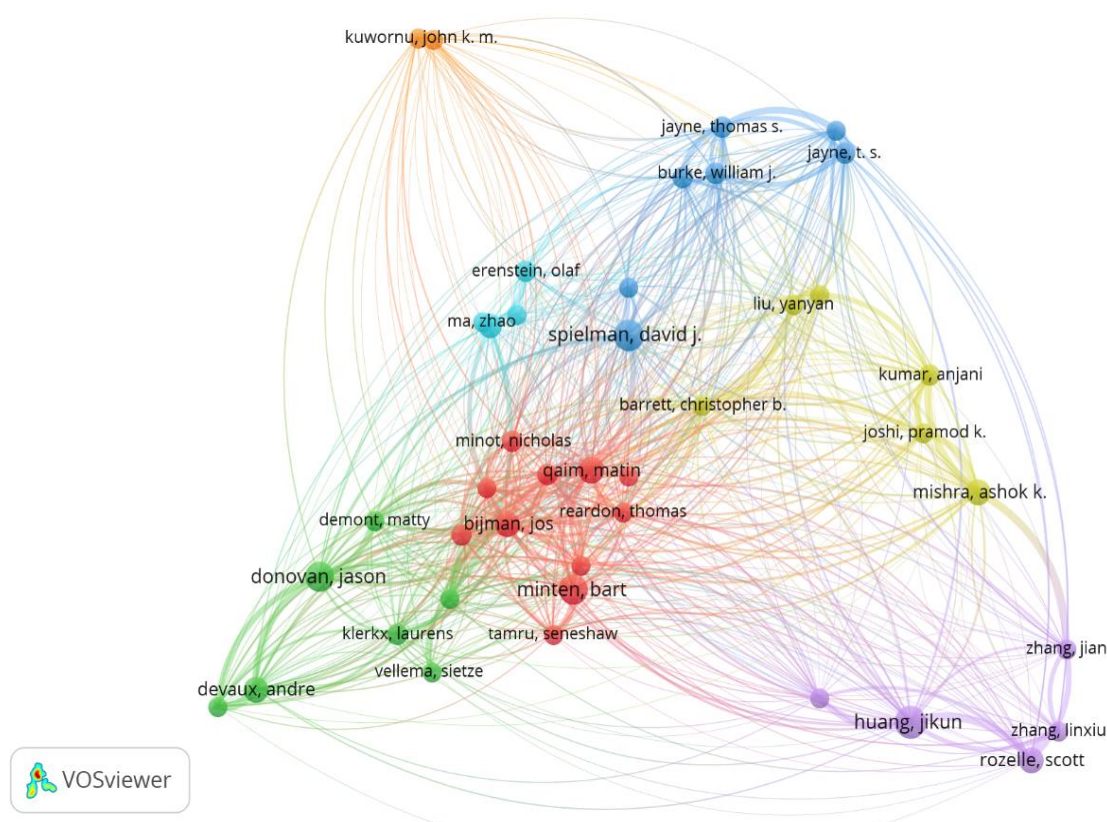 kuwornu, john k. m.
jayne, thomas s.
jayne, t. s.
burke, william j.
erenstein, olaf
liu, yanyan
ma, zhao
spielman, david j.
kumar, anjani
barrett, christopher b.
joshi, pramod k.
minot, nicholas
qaim, matin
mishra, ashok k.
reardon, thomas
demont, matty
bijman, jos
donovan, jason
minten, bart
klerkx, laurens
tamru, seneshaw
zhang, jian
vellema, sietze
devaux, andre
huang, jikun
zhang, linxiu
rozelle, scott
VOSviewer